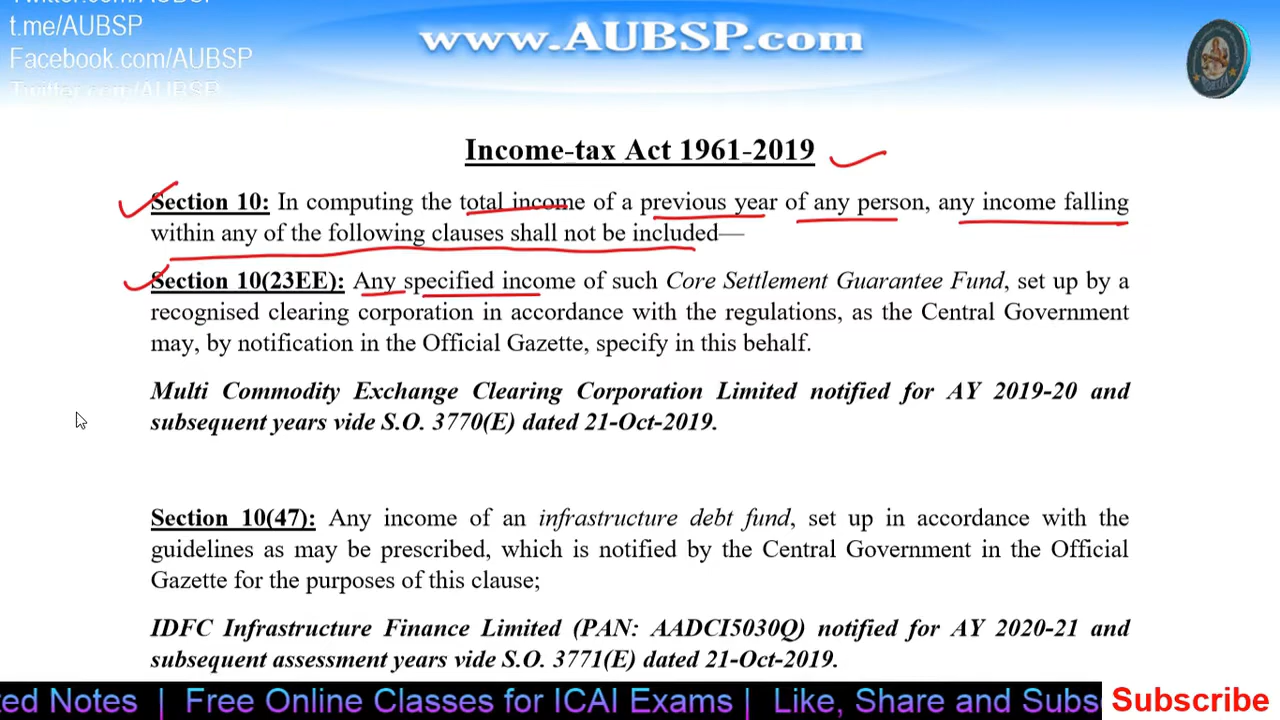 Twitter.com/AUBSP
t.me/AUBSP
Facebook.com/AUBSP
Twitter.com/AUBSP
www.AUBSP.com
Income-tax Act 1961-2019
Section 10: In computing the total income of a previous year of any person, any income falling
within any of the following clauses shall not be included—
Section 10(23EE): Any specified income of such Core Settlement Guarantee Fund, set up by a
recognised clearing corporation in accordance with the regulations, as the Central Government
may, by notification in the Official Gazette, specify in this behalf.
Multi Commodity Exchange Clearing Corporation Limited notified for AY 2019-20 and
subsequent years vide S.O. 3770(E) dated 21-Oct-2019.
Section 10(47): Any income of an infrastructure debt fund, set up in accordance with the
guidelines as may be prescribed, which is notified by the Central Government in the Official
Gazette for the purposes of this clause;
IDFC Infrastructure Finance Limited (PAN: AADCI5030Q) notified for AY 2020-21 and
subsequent assessment years vide S.O. 3771(E) dated 21-Oct-2019.
ted Notes | Free Online Classes for ICAI Exams | Like, Share and Subs
Subscribe